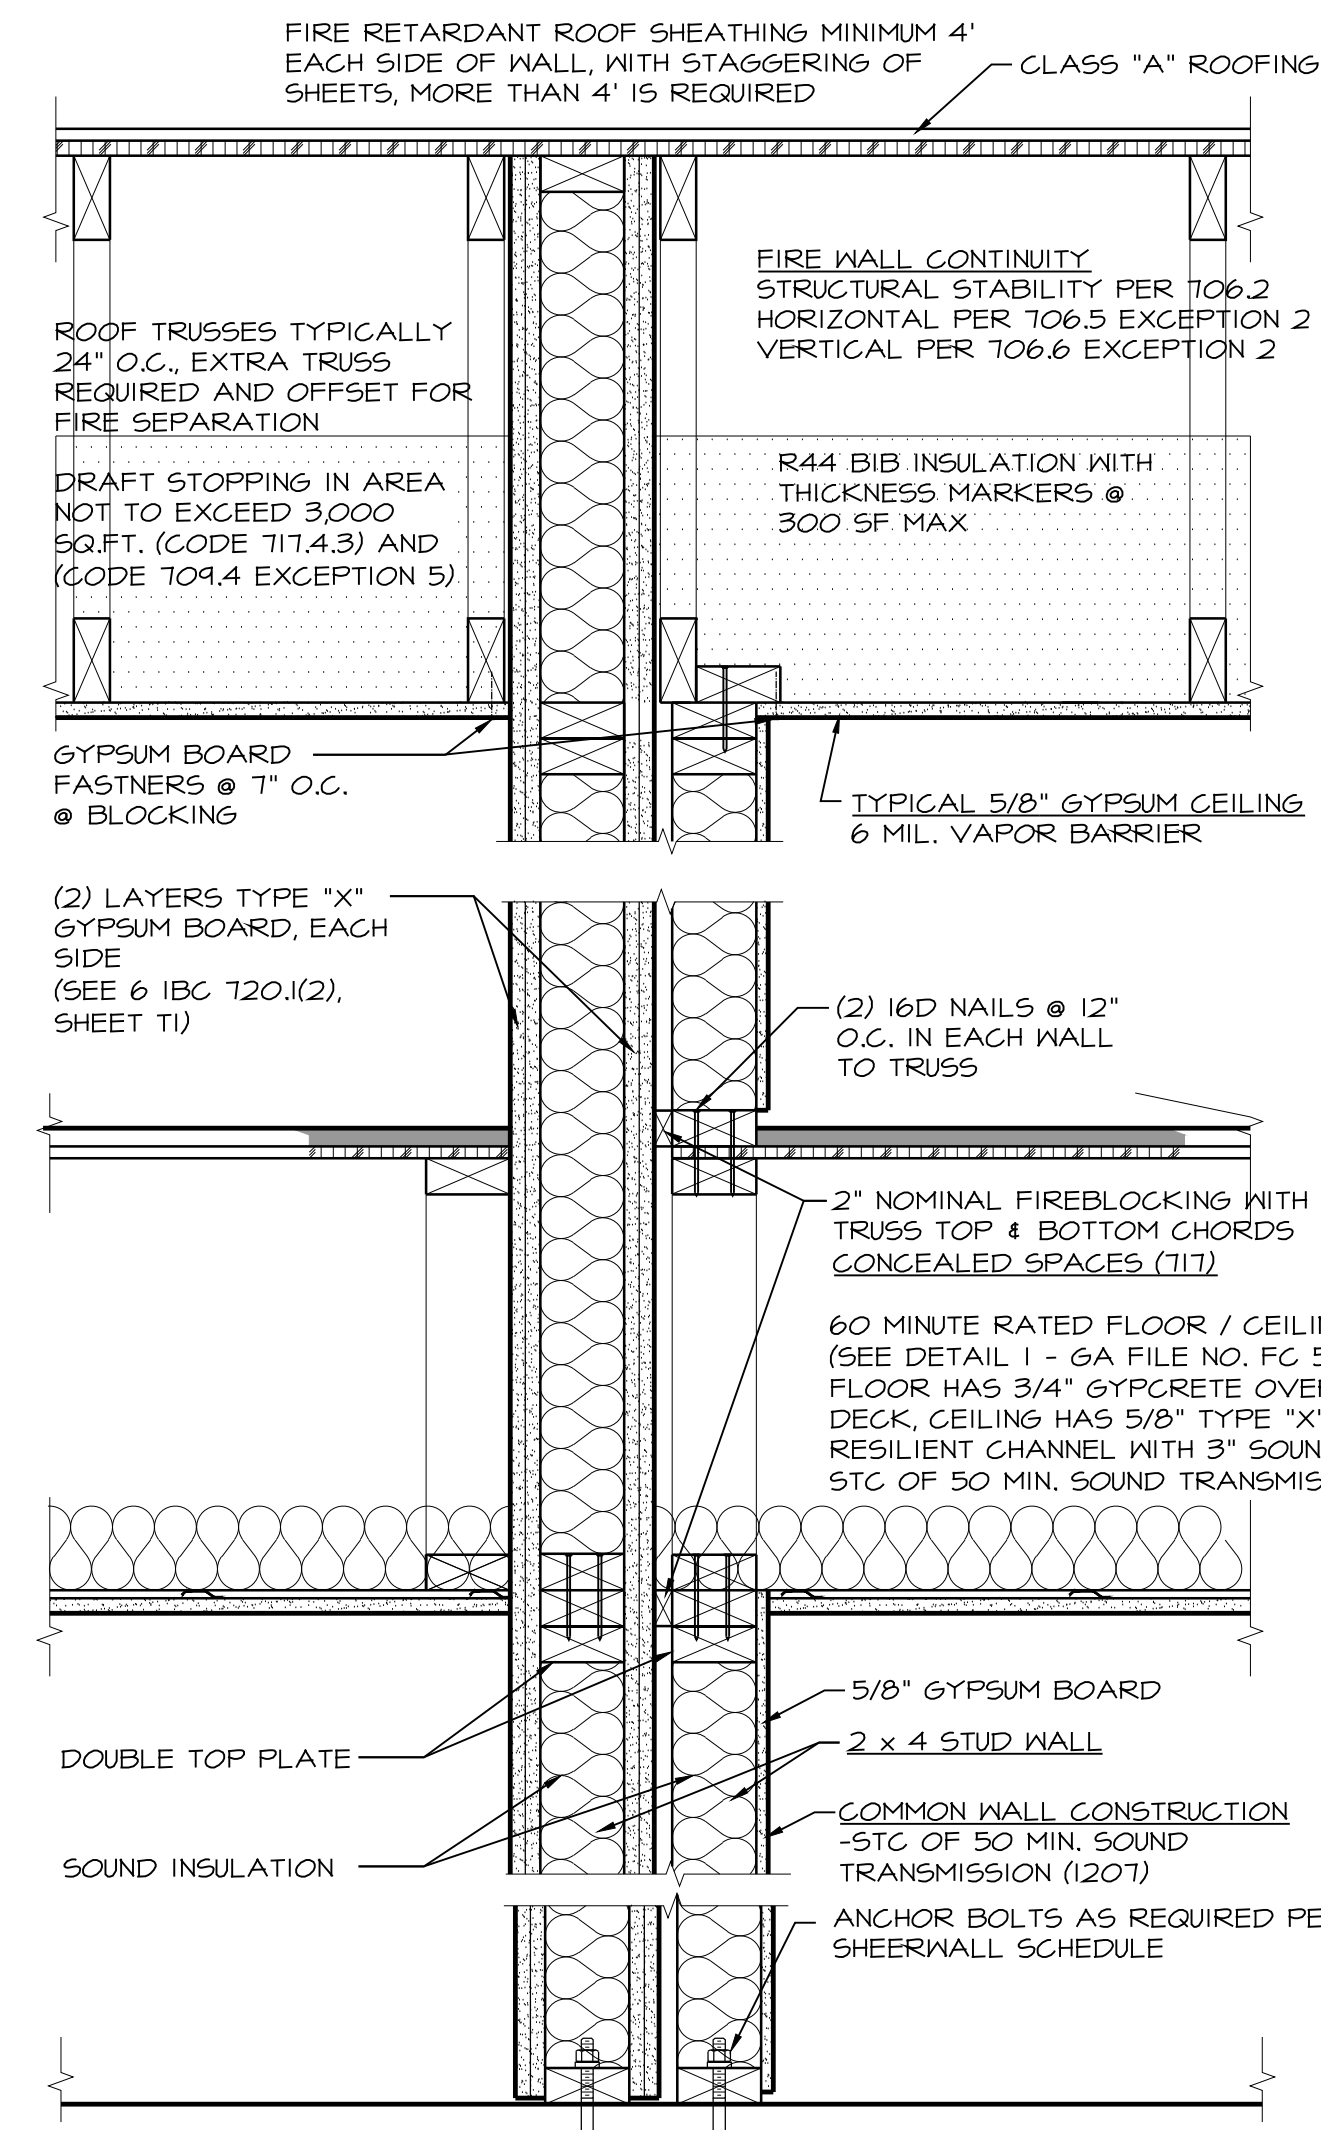 FIRE RETARDANT ROOF SHEATHING MINIMUM 4'
EACH SIDE OF WALL, WITH STAGGERING OF
SHEETS, MORE THAN 4' IS REQUIRED
CLASS "A" ROOFING
FIRE WALL CONTINUITY
STRUCTURAL STABILITY PER 706.2
HORIZONTAL PER 706.5 EXCEPTION 2
VERTICAL PER 706.6 EXCEPTION 2
ROOF TRUSSES TYPICALLY
24" O.C., EXTRA TRUSS
REQUIRED AND OFFSET FOR
FIRE SEPARATION
DRAFT STOPPING IN AREA
NOT TO EXCEED 3,000
SQ.FT. (CODE 717.4.3) AND
(CODE 709.4 EXCEPTION 5)
R44 BIB INSULATION WITH
THICKNESS MARKERS @
300 SF MAX
GYPSUM BOARD
FASTNERS @ 7" O.C.
@ BLOCKING
TYPICAL 5/8" GYPSUM CEILING
6 MIL. VAPOR BARRIER
(2) LAYERS TYPE "X"
GYPSUM BOARD, EACH
SIDE
(SEE 6 IBC 720.1(2),
SHEET T1)
(2) 16D NAILS @ 12"
O.C. IN EACH WALL
TO TRUSS
2" NOMINAL FIREBLOCKING WITH
TRUSS TOP & BOTTOM CHORDS
CONCEALED SPACES (717)
60 MINUTE RATED FLOOR /
(SEE DETAIL 1 - GA FILE NO. FC
FLOOR HAS 3/4" GYPCRETE
DECK, CEILING HAS 5/8" TYPE "X"
RESILIENT CHANNEL WITH 3"
STC OF 50 MIN. SOUND
5/8" GYPSUM BOARD
2 x 4 STUD WALL
DOUBLE TOP PLATE
COMMON WALL CONSTRUCTION
-STC OF 50 MIN. SOUND
TRANSMISSION (1207)
SOUND INSULATION
ANCHOR BOLTS AS REQUIRED
SHEERWALL SCHEDULE